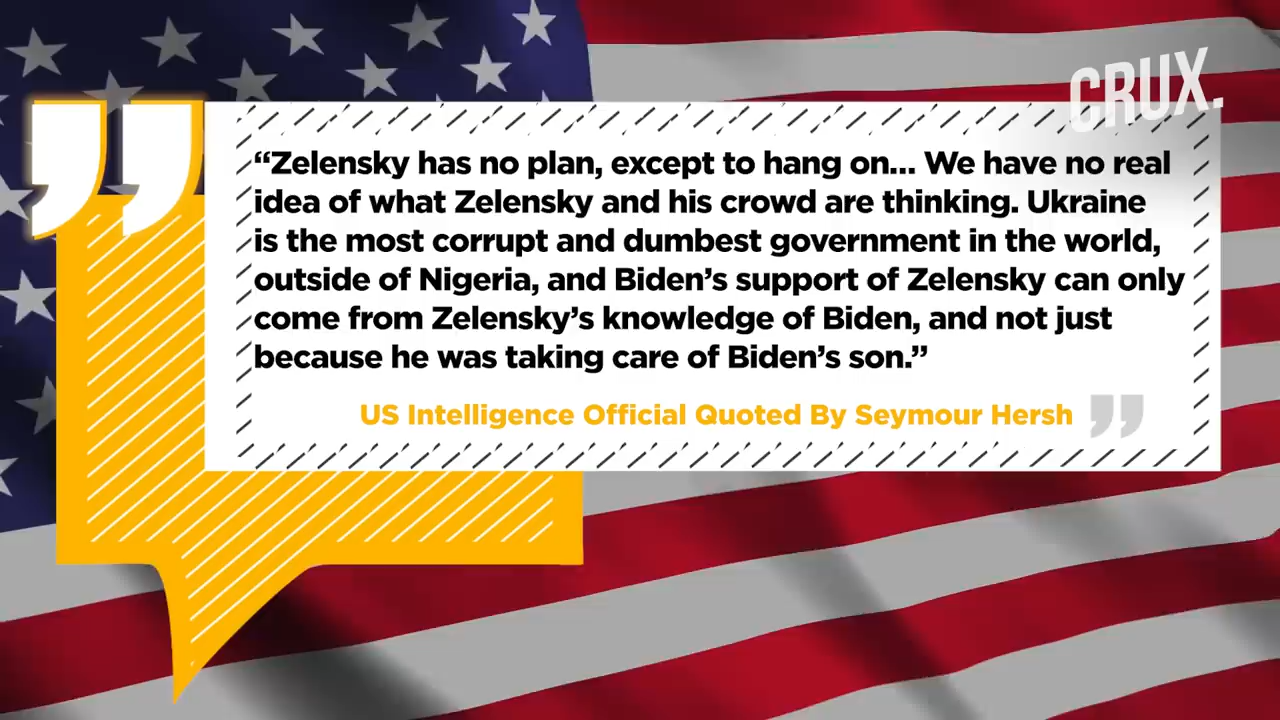 CRUX.
“Zelensky has no plan, except to hang on... We have no real
idea of what Zelensky and his crowd are thinking. Ukraine
is the most corrupt and dumbest government in the world,
outside of Nigeria, and Biden’s support of Zelensky can only
come from Zelensky’s knowledge of Biden, and not just
because he was taking care of Biden’s son.”
US Intelligence Official Quoted By Seymour Hersh